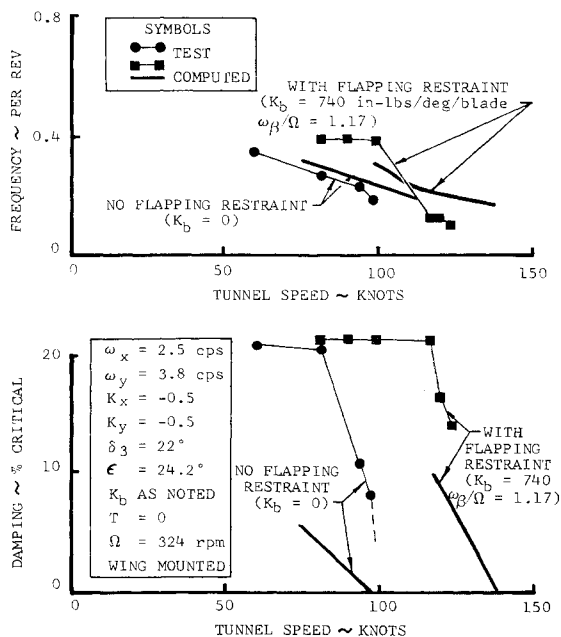 0.8
0.4
0
FREQUENCY ~ PER REV
SYMBOLS
TEST
COMPUTED
WITH FLAPPING RESTRAINT
(K_b = 740 in-lbs/deg/blade
ω_β/Ω = 1.17)
NO FLAPPING RESTRAINT
(K_b = 0)
0 50 100 150
TUNNEL SPEED ~ KNOTS
20
10
0
DAMPING ~ % CRITICAL
ω_x = 2.5 cps
ω_y = 3.8 cps
K_x = -0.5
K_y = -0.5
δ_3 = 22°
ϵ = 24.2°
K_b AS NOTED
T = 0
Ω = 324 rpm
WING MOUNTED
NO FLAPPING
RESTRAINT
(K_b = 0)
WITH
FLAPPING
RESTRAINT
(K_b = 740
ω_β/Ω = 1.17)
50 100 150
TUNNEL SPEED ~ KNOTS